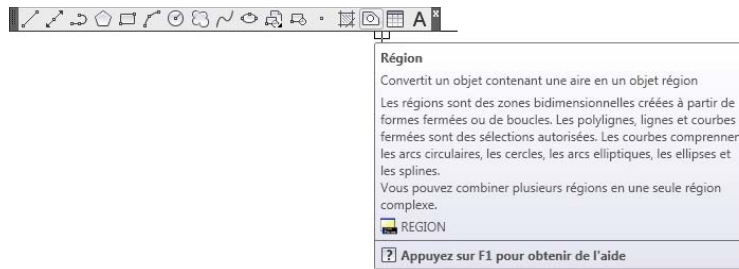 A
Région
Convertit un objet contenant une aire en un objet région
Les régions sont des zones bidimensionnelles créées à partir de
formes fermées ou de boucles. Les polylignes, lignes et courbes
fermées sont des sélections autorisées. Les courbes comprenner
les arcs circulaires, les cercles, les arcs elliptiques, les ellipses et
les splines.
Vous pouvez combiner plusieurs régions en une seule région
complexe.
REGION
? Appuyez sur F1 pour obtenir de l'aide